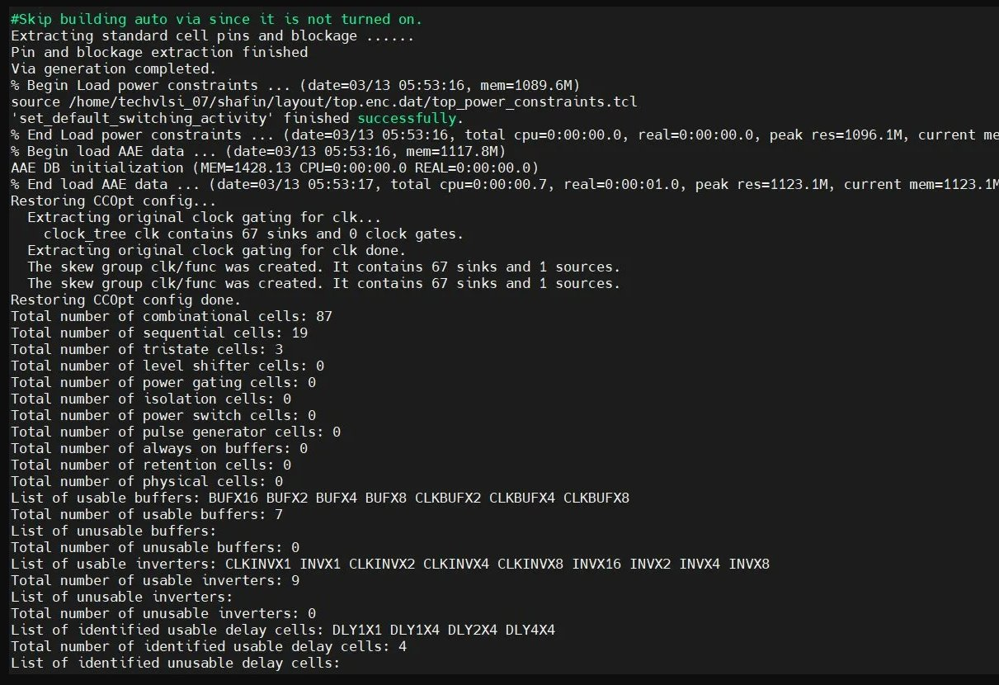 #Skip building auto via since it is not turned on.
Extracting standard cell pins and blockage ......
Pin and blockage extraction finished
Via generation completed.
% Begin Load power constraints ... (date=03/13 05:53:16, mem=1089.6M)
source /home/techvlsi_07/shafin/layout/top.enc.dat/top_power_constraints.tcl
'set_default_switching_activity' finished successfully.
% End Load power constraints ... (date=03/13 05:53:16, total cpu=0:00:00.0, real=0:00:00.0, peak res=1096.1M, current me
% Begin load AAE data ... (date=03/13 05:53:16, mem=1117.8M)
AAE DB initialization (MEM=1428.13 CPU=0:00:00.0 REAL=0:00:00.0)
% End load AAE data ... (date=03/13 05:53:17, total cpu=0:00:00.7, real=0:00:01.0, peak res=1123.1M, current mem=1123.1M
Restoring CCOpt config...
  Extracting original clock gating for clk...
    clock_tree clk contains 67 sinks and 0 clock gates.
  Extracting original clock gating for clk done.
  The skew group clk/func was created. It contains 67 sinks and 1 sources.
  The skew group clk/func was created. It contains 67 sinks and 1 sources.
Restoring CCOpt config done.
Total number of combinational cells: 87
Total number of sequential cells: 19
Total number of tristate cells: 3
Total number of level shifter cells: 0
Total number of power gating cells: 0
Total number of isolation cells: 0
Total number of power switch cells: 0
Total number of pulse generator cells: 0
Total number of always on buffers: 0
Total number of retention cells: 0
Total number of physical cells: 0
List of usable buffers: BUFX16 BUFX2 BUFX4 BUFX8 CLKBUFX2 CLKBUFX4 CLKBUFX8
Total number of usable buffers: 7
List of unusable buffers:
Total number of unusable buffers: 0
List of usable inverters: CLKINVX1 INVX1 CLKINVX2 CLKINVX4 CLKINVX8 INVX16 INVX2 INVX4 INVX8
Total number of usable inverters: 9
List of unusable inverters:
Total number of unusable inverters: 0
List of identified usable delay cells: DLY1X1 DLY1X4 DLY2X4 DLY4X4
Total number of identified usable delay cells: 4
List of identified unusable delay cells: